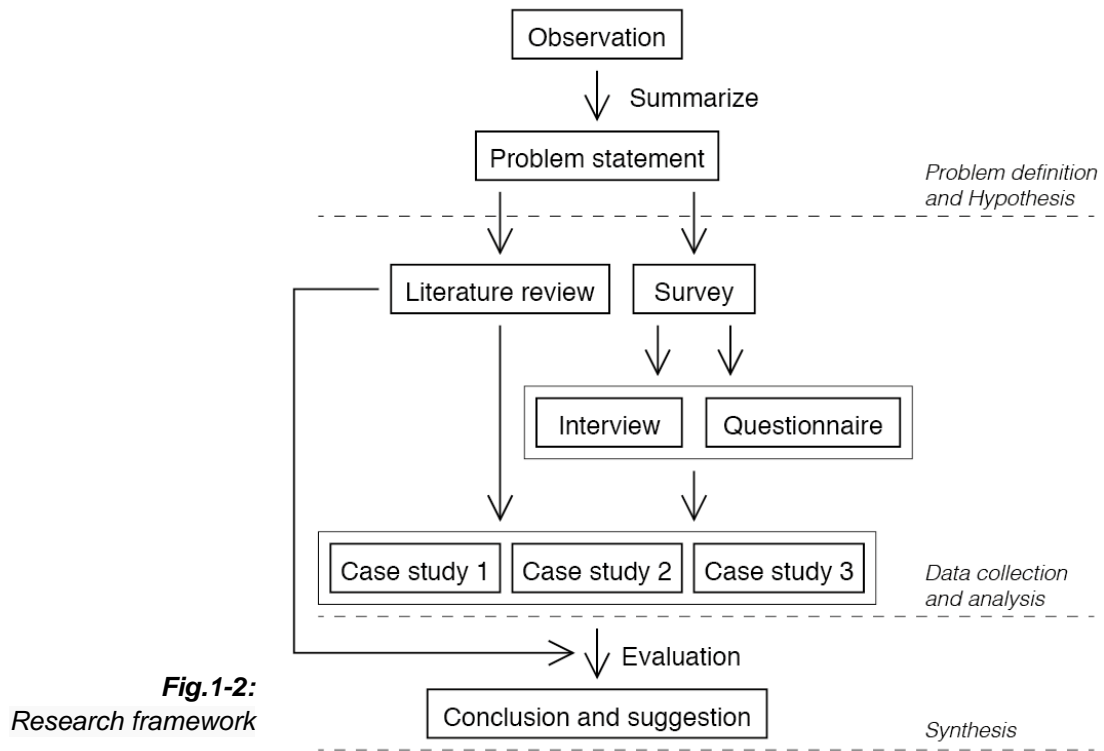 Observation
Summarize
Problem statement
Problem definition
and Hypothesis
Literature review
Survey
Interview
Questionnaire
Case study 1
Case study 2
Case study 3
Data collection
and analysis
Evaluation
Fig.1-2:
Research framework
Conclusion and suggestion
Synthesis